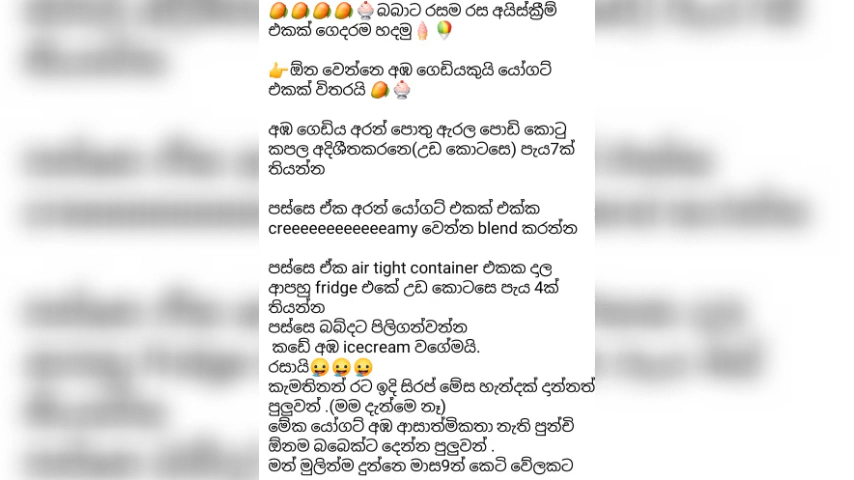 🥭🥭🥭🥭🍨 බබාට රසම රස අයිස්ක්‍රීම්
එකක් ගෙදරම හදමු🍦🍧
👉ඕන වෙන්නෙ අඹ ගෙඩියකුයි යෝගට්
එකක් විතරයි 🥭🍨
අඹ ගෙඩිය අරන් පොතු ඇරල පොඩි කොටු
කපල අදිශීතකරනෙ(උඩ කොටසෙ) පැය7ක්
තියන්න
පස්සෙ ඒක අරන් යෝගට් එකක් එක්ක
creeeeeeeeeeeeamy වෙන්න blend කරන්න
පස්සෙ ඒක air tight container එකක දාල
ආපහු fridge එකේ උඩ කොටසෙ පැය 4ක්
තියන්න
පස්සෙ බබ්දට පිලිගන්වන්න
කඩේ අඹ icecream වගේමයි.
රසායි😛😛😛
කැමතිනන් රට ඉදි සිරප් මේස හැන්දක් දාන්නත්
පුලුවන් .(මම දැන්මෙ නෑ)
මේක යෝගට් අඹ ආසාත්මිකතා නැති පුන්චි
ඕනම බබෙක්ට දෙන්න පුලුවන් .
මන් මුලින්ම දුන්නෙ මාස9න් කෙටි වේලකට